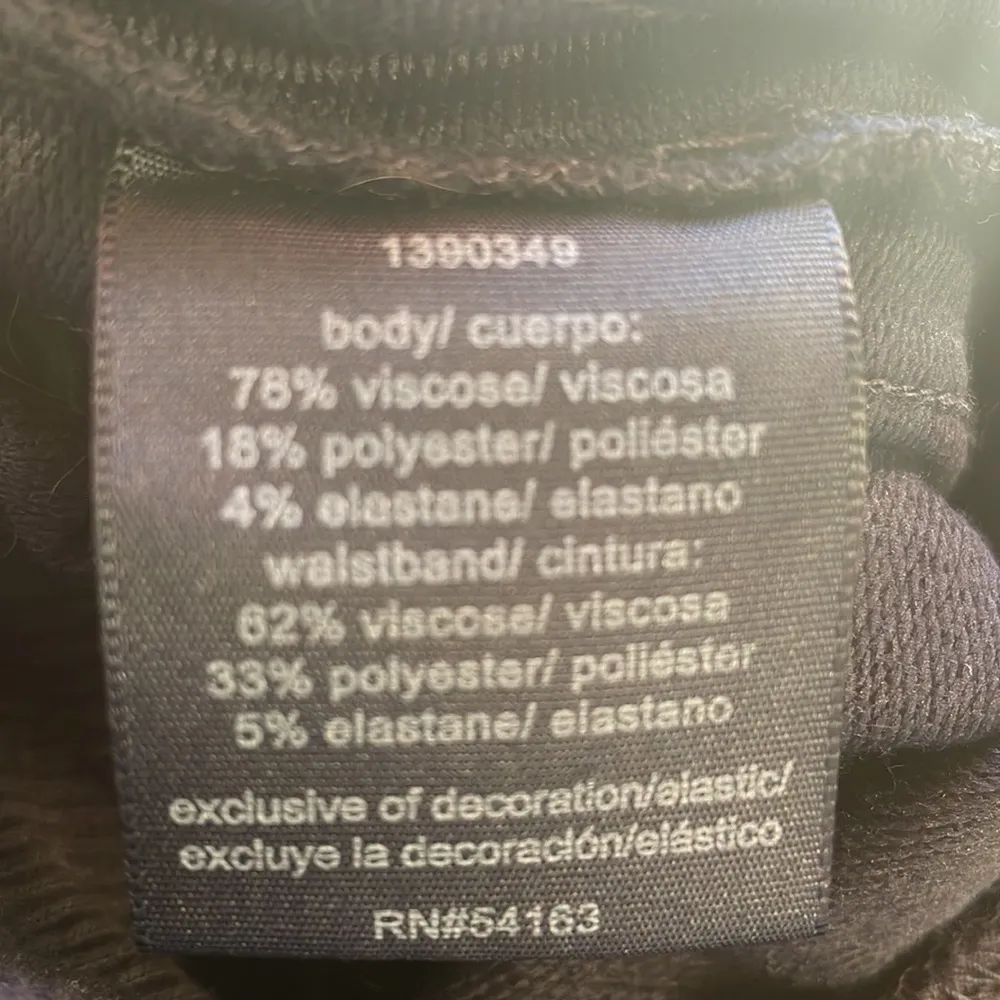 1390349
body/ cuerpo:
78% viscose/ viscosa
18% polyester/ poliéster
4% elastane/ elastano
waistband/ cintura:
62% viscose/ viscosa
33% polyester/ poliéster
5% elastane/ elastano
exclusive of decoration/elastic/
excluye la decoración/elástico
RN#54163